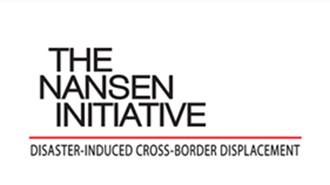 THE
NANSEN
INITIATIVE
DISASTER-INDUCED CROSS-BORDER DISPLACEMENT